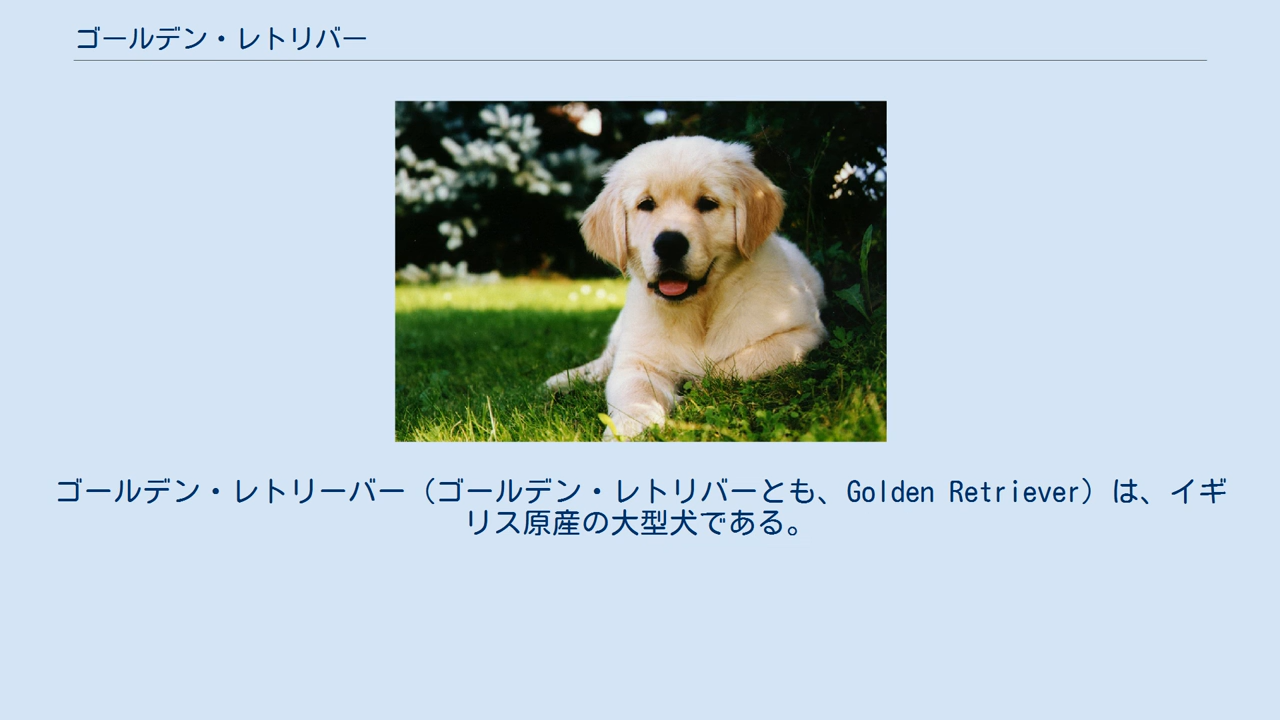 ゴールデン・レトリバー
ゴールデン・レトリーバー（ゴールデン・レトリバーとも、Golden Retriever）は、イギ
リス原産の大型犬である。